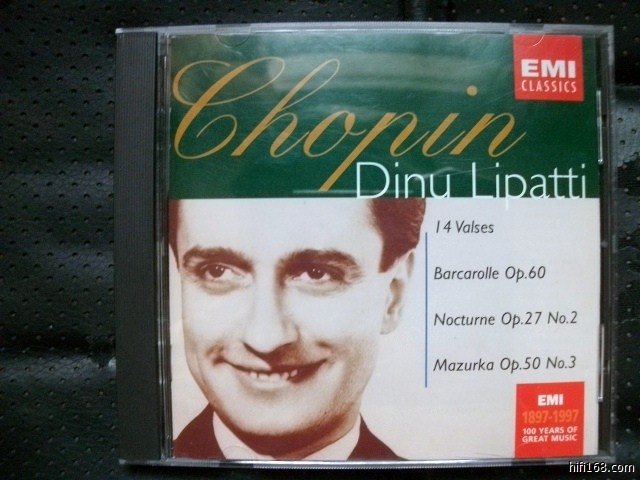 Chopin
EMI
CLASSICS
Dinu Lipatti
14 Valses
Barcarolle Op.60
Nocturne Op.27 No.2
Mazurka Op.50 No.3
EMI
1897-1997
100 YEARS OF
GREAT MUSIC
hifi168.com